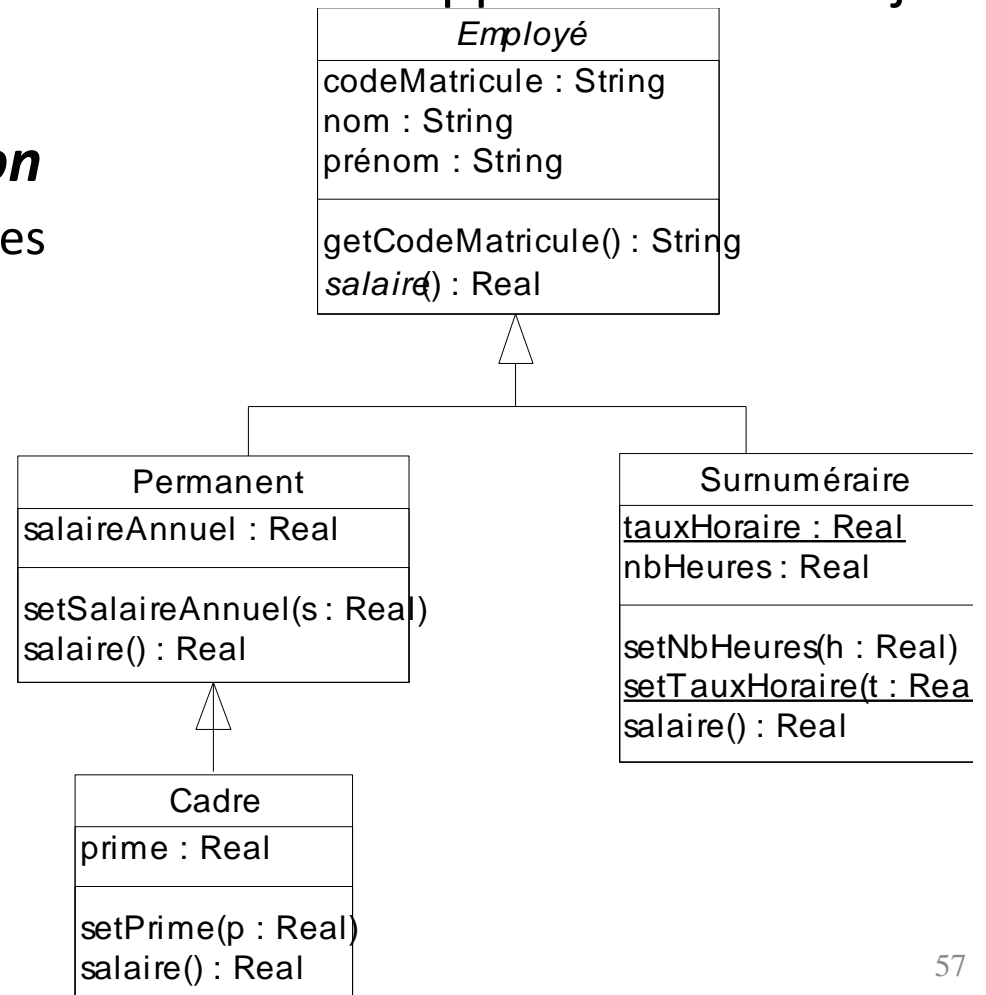 Employé
codeMatricule : String
nom : String
prénom : String
getCodeMatricule() : String
salaire() : Real
on
es
Permanent
salaireAnnuel : Real
setSalaireAnnuel(s : Real)
salaire() : Real
Surnuméraire
tauxHoraire : Real
nbHeures : Real
setNbHeures(h : Real)
setTauxHoraire(t : Rea
salaire() : Real
Cadre
prime : Real
setPrime(p : Real)
salaire() : Real
57